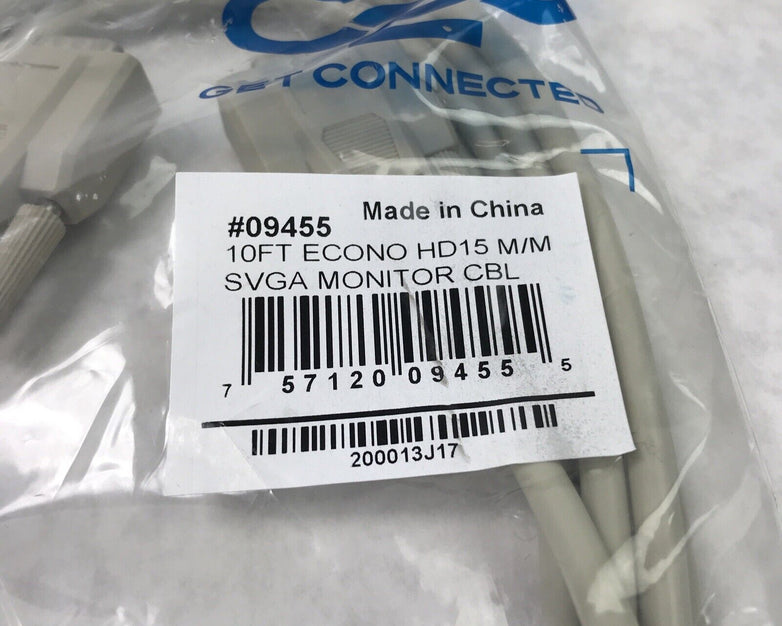 GET CONNECTED
Made in China
#09455
10FT ECONO HD15 M/M
SVGA MONITOR CBL
7 57120 09455 5
200013J17